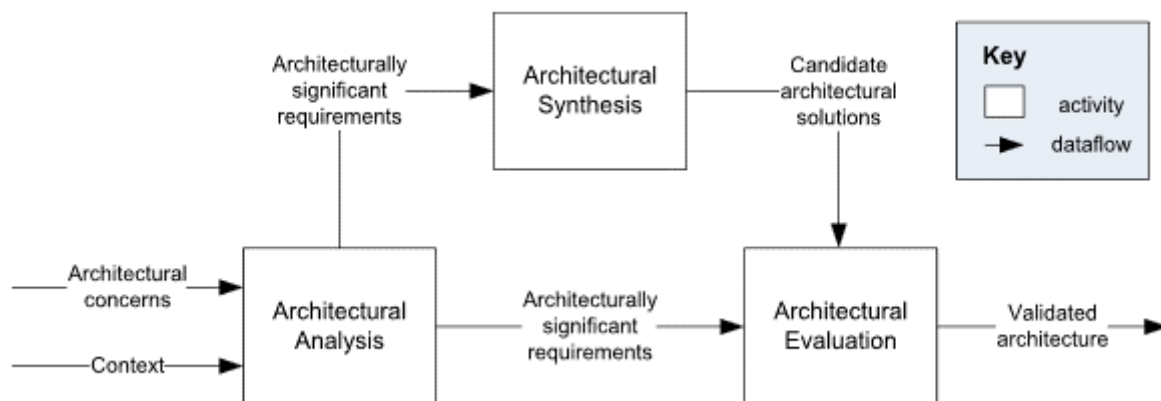 Architecturally
significant
requirements
Architectural
Synthesis
Candidate
architectural
solutions
Key
activity
dataflow
Architectural
concerns
Context
Architectural
Analysis
Architecturally
significant
requirements
Architectural
Evaluation
Validated
architecture